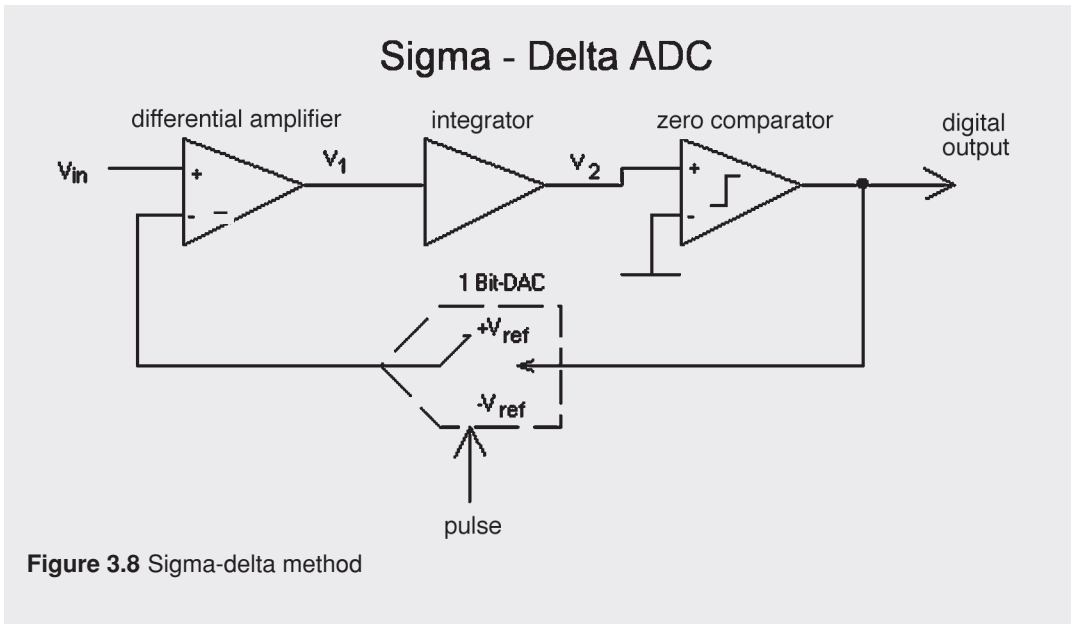 Sigma - Delta ADC
differential amplifier
integrator
zero comparator
digital
output
Vin
+
-
V1
V2
+
-
1 Bit-DAC
+Vref
-Vref
pulse
Figure 3.8 Sigma-delta method